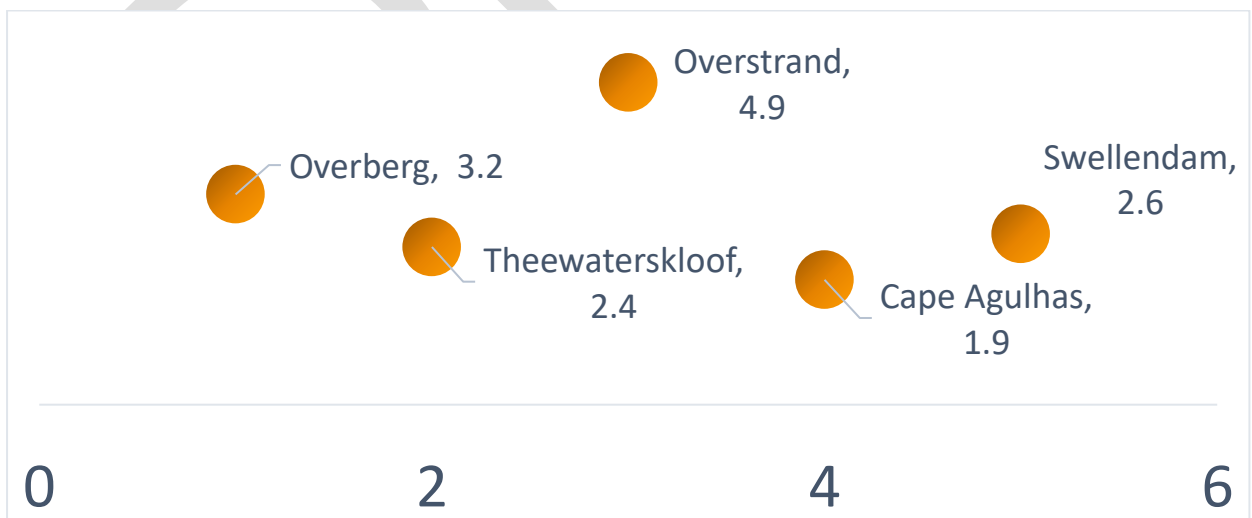 Overstrand,
4.9
Overberg, 3.2
Swellendam,
2.6
Theewaterskloof,
2.4
Cape Agulhas,
1.9
0 2 4 6